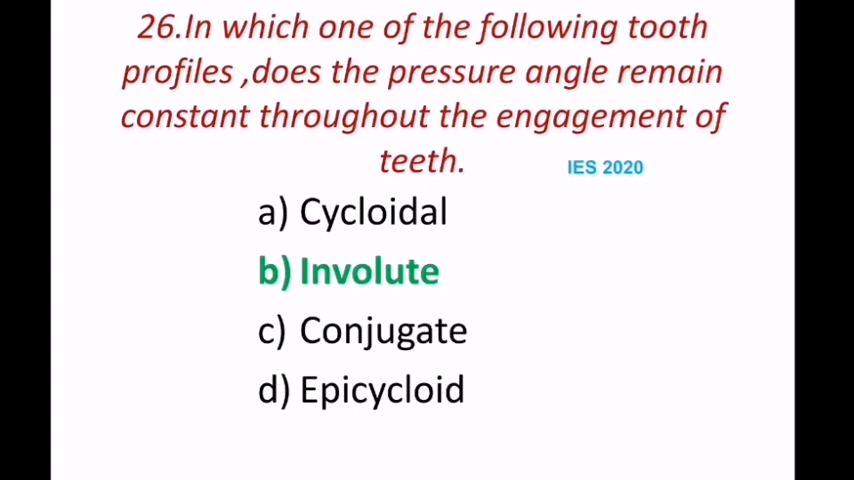 26.In which one of the following tooth
profiles ,does the pressure angle remain
constant throughout the engagement of
teeth. IES 2020
a) Cycloidal
b) Involute
c) Conjugate
d) Epicycloid